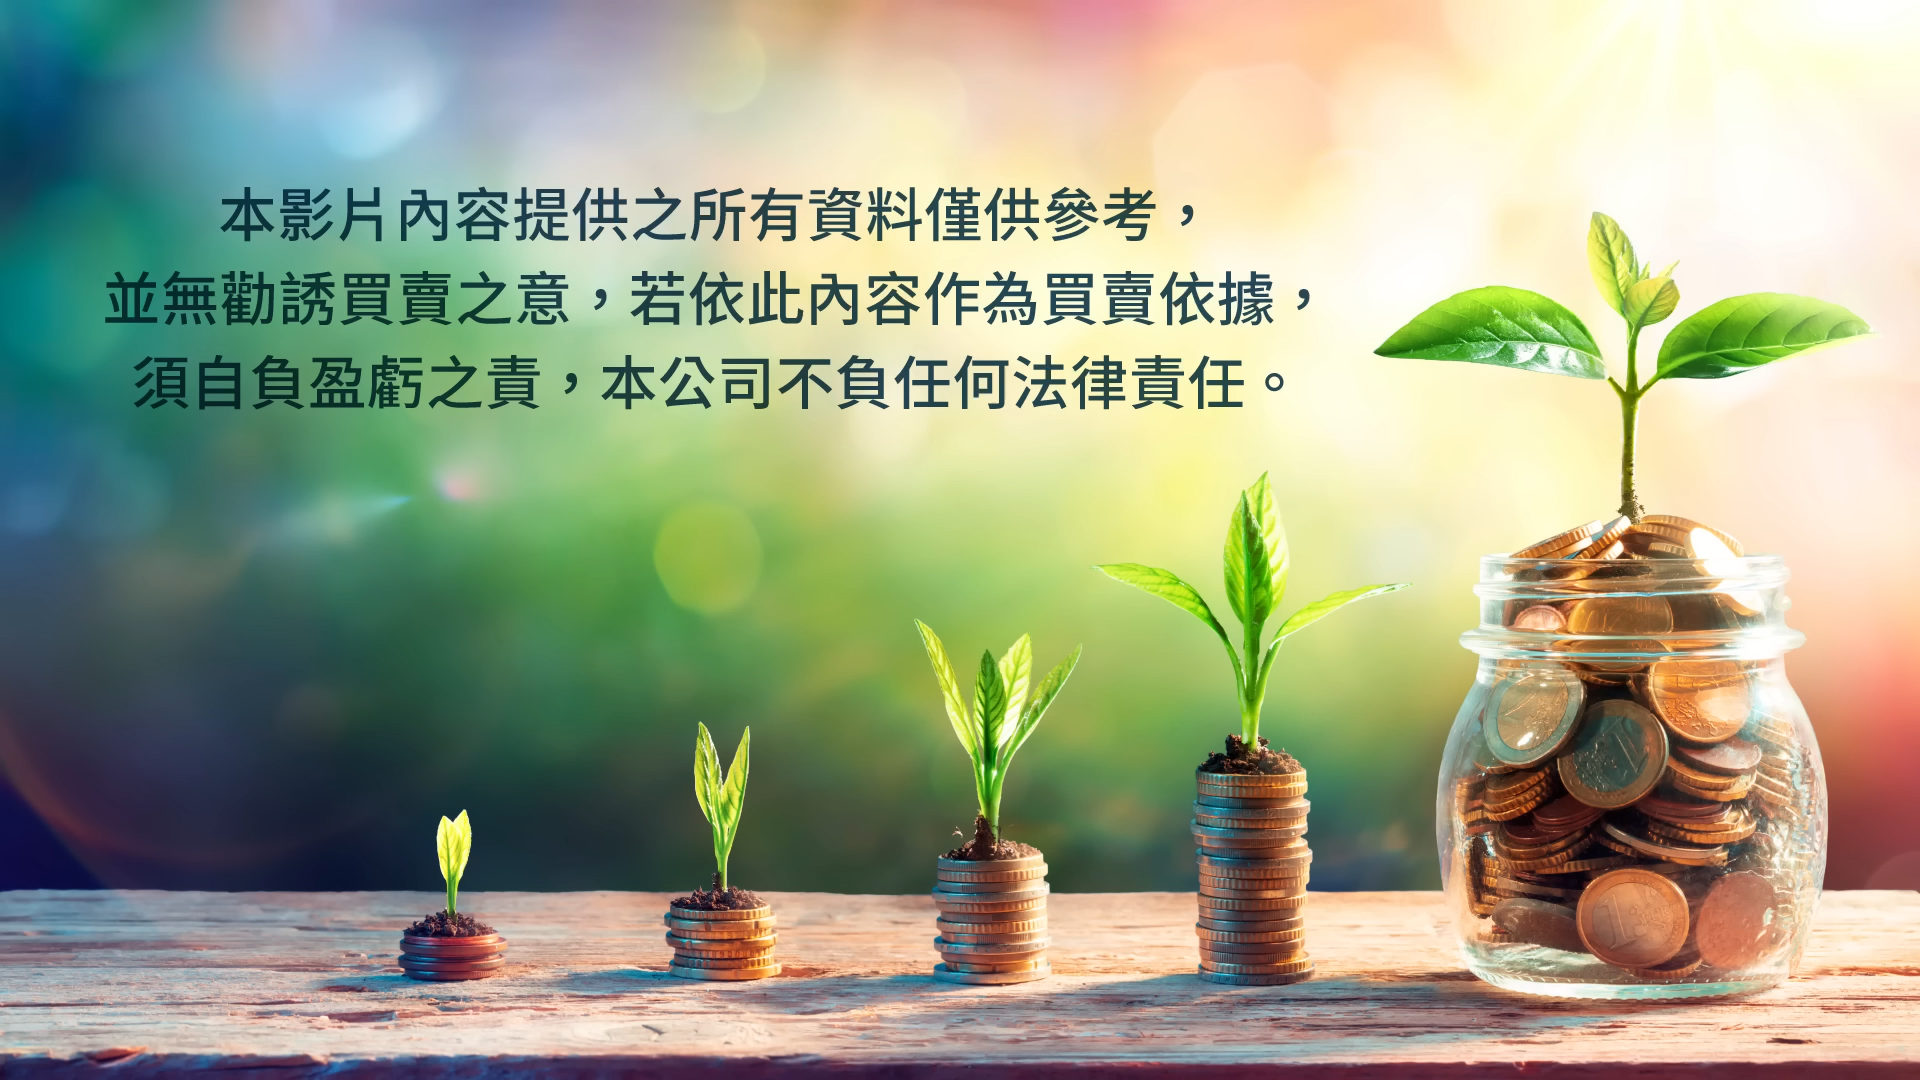 本影片內容提供之所有資料僅供參考，
並無勸誘買賣之意，若依此內容作為買賣依據，
須自負盈虧之責，本公司不負任何法律責任。